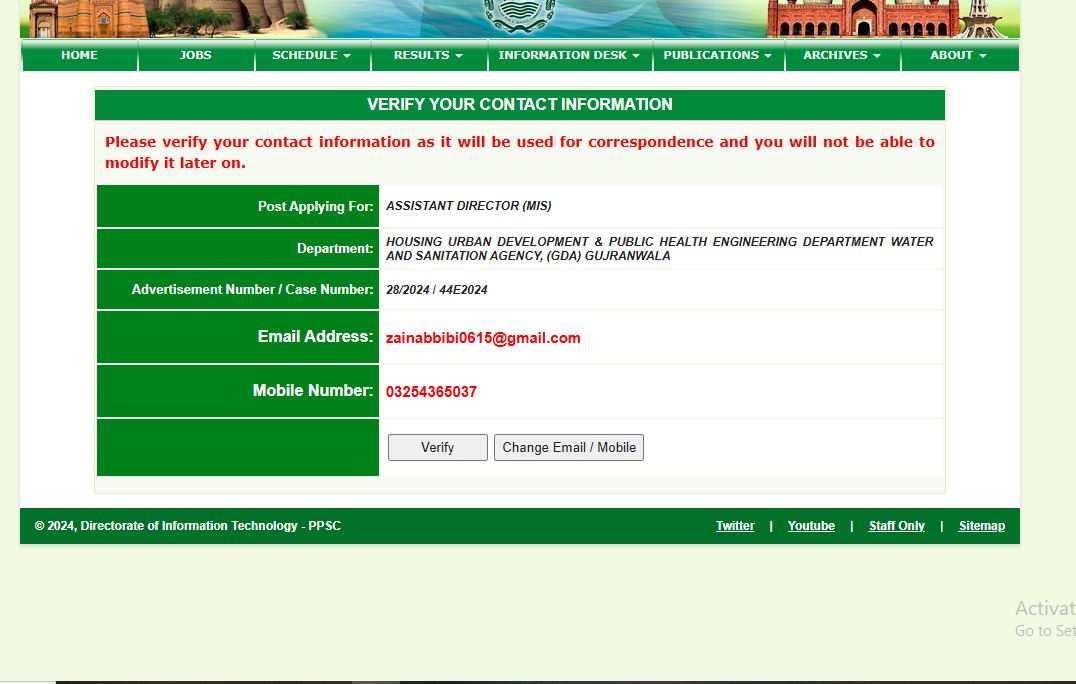 HOME JOBS SCHEDULE RESULTS INFORMATION DESK PUBLICATIONS ARCHIVES ABOUT
VERIFY YOUR CONTACT INFORMATION
Please verify your contact information as it will be used for correspondence and you will not be able to
modify it later on.
Post Applying For: ASSISTANT DIRECTOR (MIS)
Department: HOUSING URBAN DEVELOPMENT & PUBLIC HEALTH ENGINEERING DEPARTMENT WATER
AND SANITATION AGENCY, (GDA) GUJRANWALA
Advertisement Number / Case Number: 28/2024 / 44E2024
Email Address: zainabbibi0615@gmail.com
Mobile Number: 03254365037
Verify Change Email / Mobile
© 2024, Directorate of Information Technology - PPSC Twitter | Youtube | Staff Only | Sitemap
Activat
Go to Set